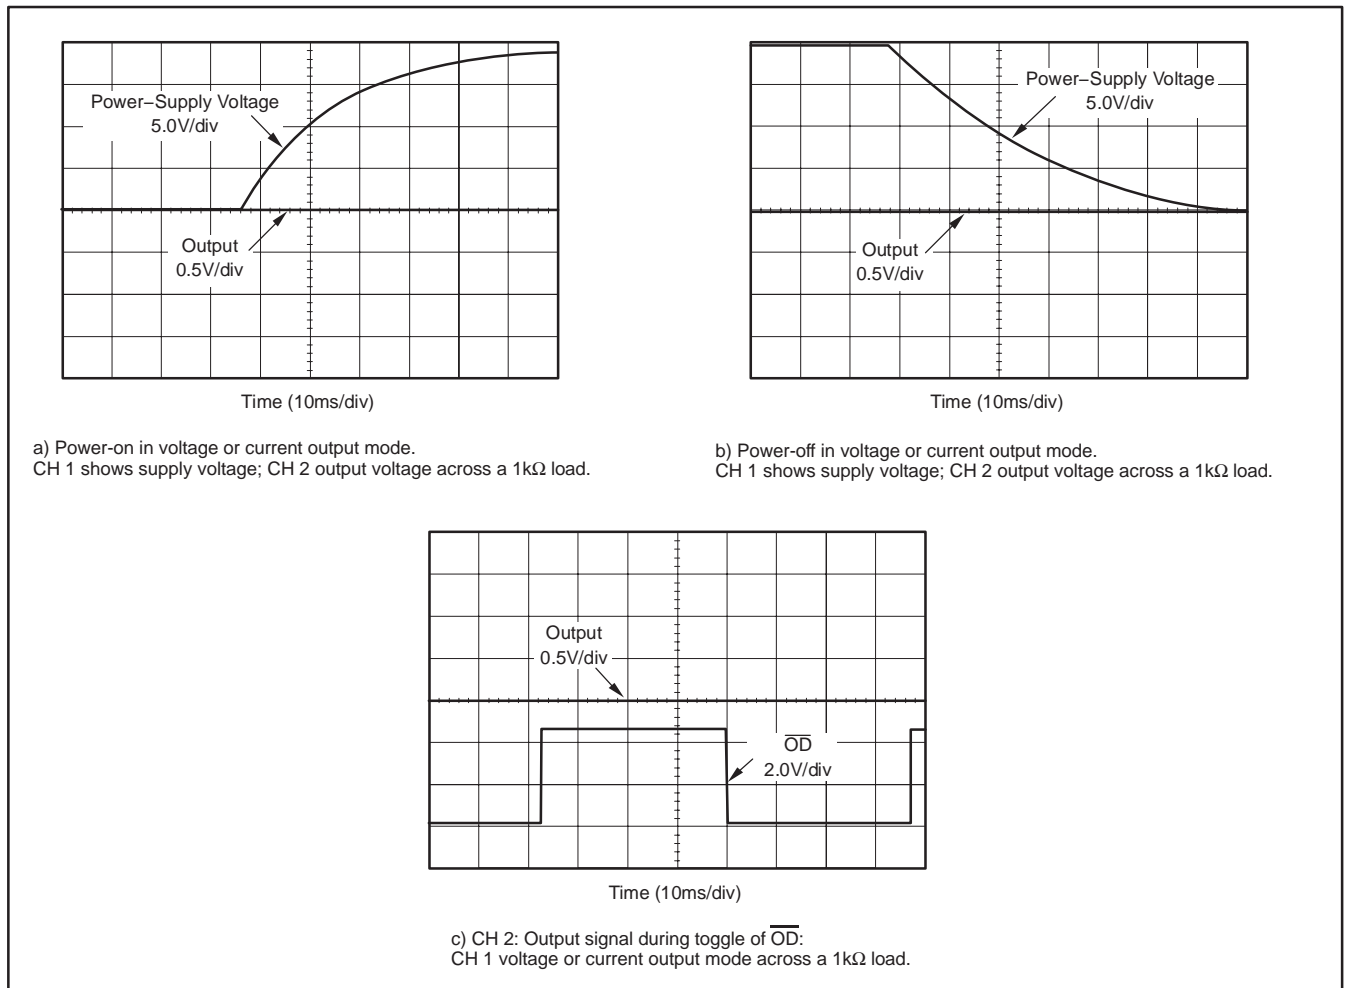 Power–Supply Voltage
5.0V/div
Output
0.5V/div
Time (10ms/div)
a) Power-on in voltage or current output mode.
CH 1 shows supply voltage; CH 2 output voltage across a 1kΩ load.
Power–Supply Voltage
5.0V/div
Output
0.5V/div
Time (10ms/div)
b) Power-off in voltage or current output mode.
CH 1 shows supply voltage; CH 2 output voltage across a 1kΩ load.
Output
0.5V/div
O̅D̅
2.0V/div
Time (10ms/div)
c) CH 2: Output signal during toggle of O̅D̅:
CH 1 voltage or current output mode across a 1kΩ load.